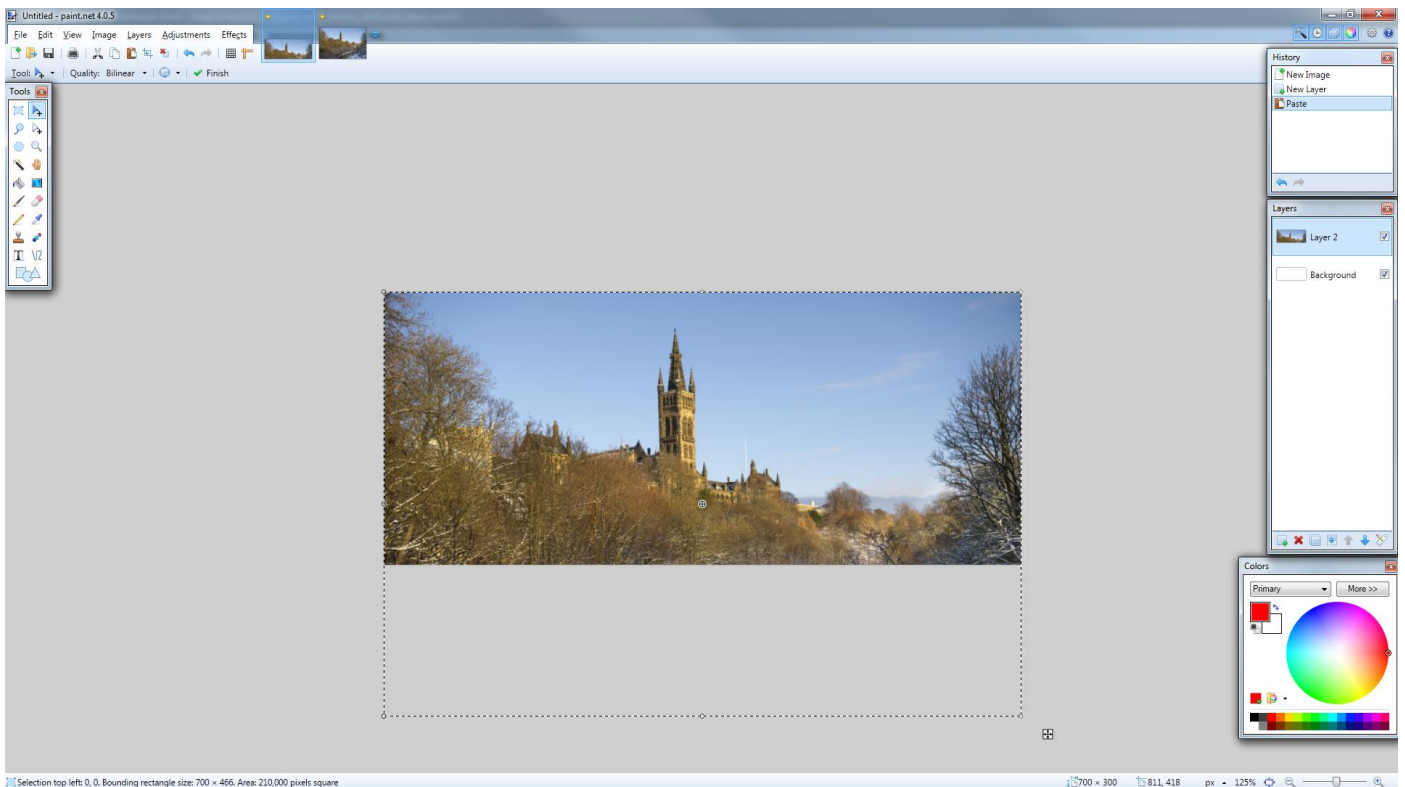 Untitled - paint.net 4.0.5
File Edit View Image Layers Adjustments Effects
Tool: Quality: Bilinear Finish
Tools
History
New Image
New Layer
Paste
Layers
Layer 2
Background
Colors
Primary More >>
Selection top left: 0, 0. Bounding rectangle size: 700 × 466. Area: 210,000 pixels square 700 × 300 811, 418 px 125%